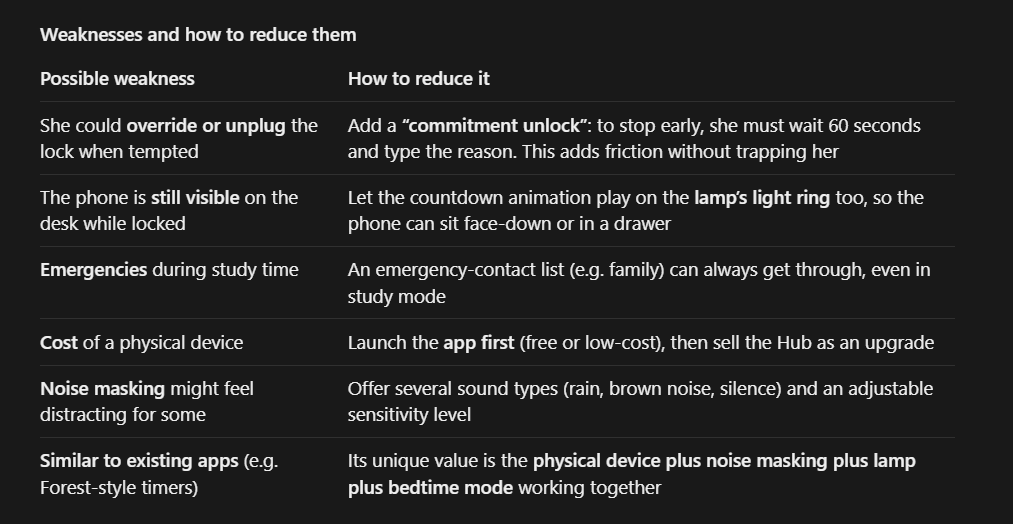 Weaknesses and how to reduce them
Possible weakness
How to reduce it
She could override or unplug the
lock when tempted
Add a “commitment unlock”: to stop early, she must wait 60 seconds
and type the reason. This adds friction without trapping her
The phone is still visible on the
desk while locked
Let the countdown animation play on the lamp’s light ring too, so the
phone can sit face-down or in a drawer
Emergencies during study time
An emergency-contact list (e.g. family) can always get through, even in
study mode
Cost of a physical device
Launch the app first (free or low-cost), then sell the Hub as an upgrade
Noise masking might feel
distracting for some
Offer several sound types (rain, brown noise, silence) and an adjustable
sensitivity level
Similar to existing apps (e.g.
Forest-style timers)
Its unique value is the physical device plus noise masking plus lamp
plus bedtime mode working together